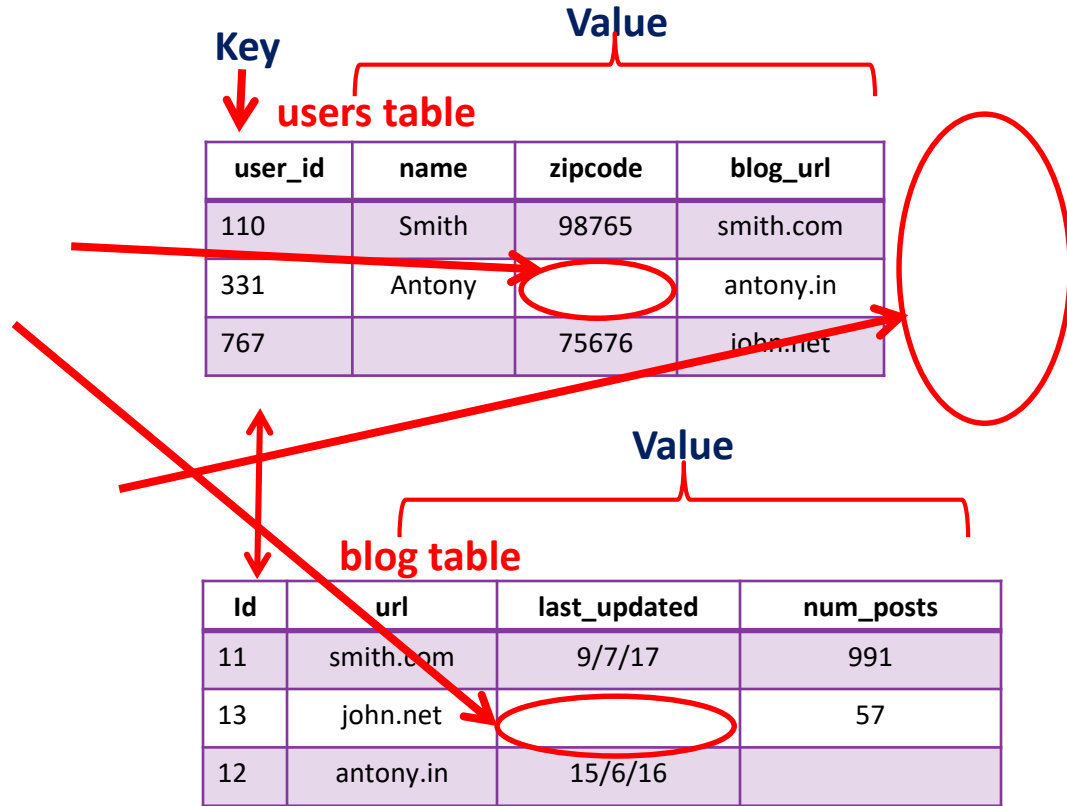 Value
Key
users table
user_id name zipcode blog_url
110 Smith 98765 smith.com
331 Antony antony.in
767 75676 john.net
Value
blog table
Id url last_updated num_posts
11 smith.com 9/7/17 991
13 john.net 57
12 antony.in 15/6/16